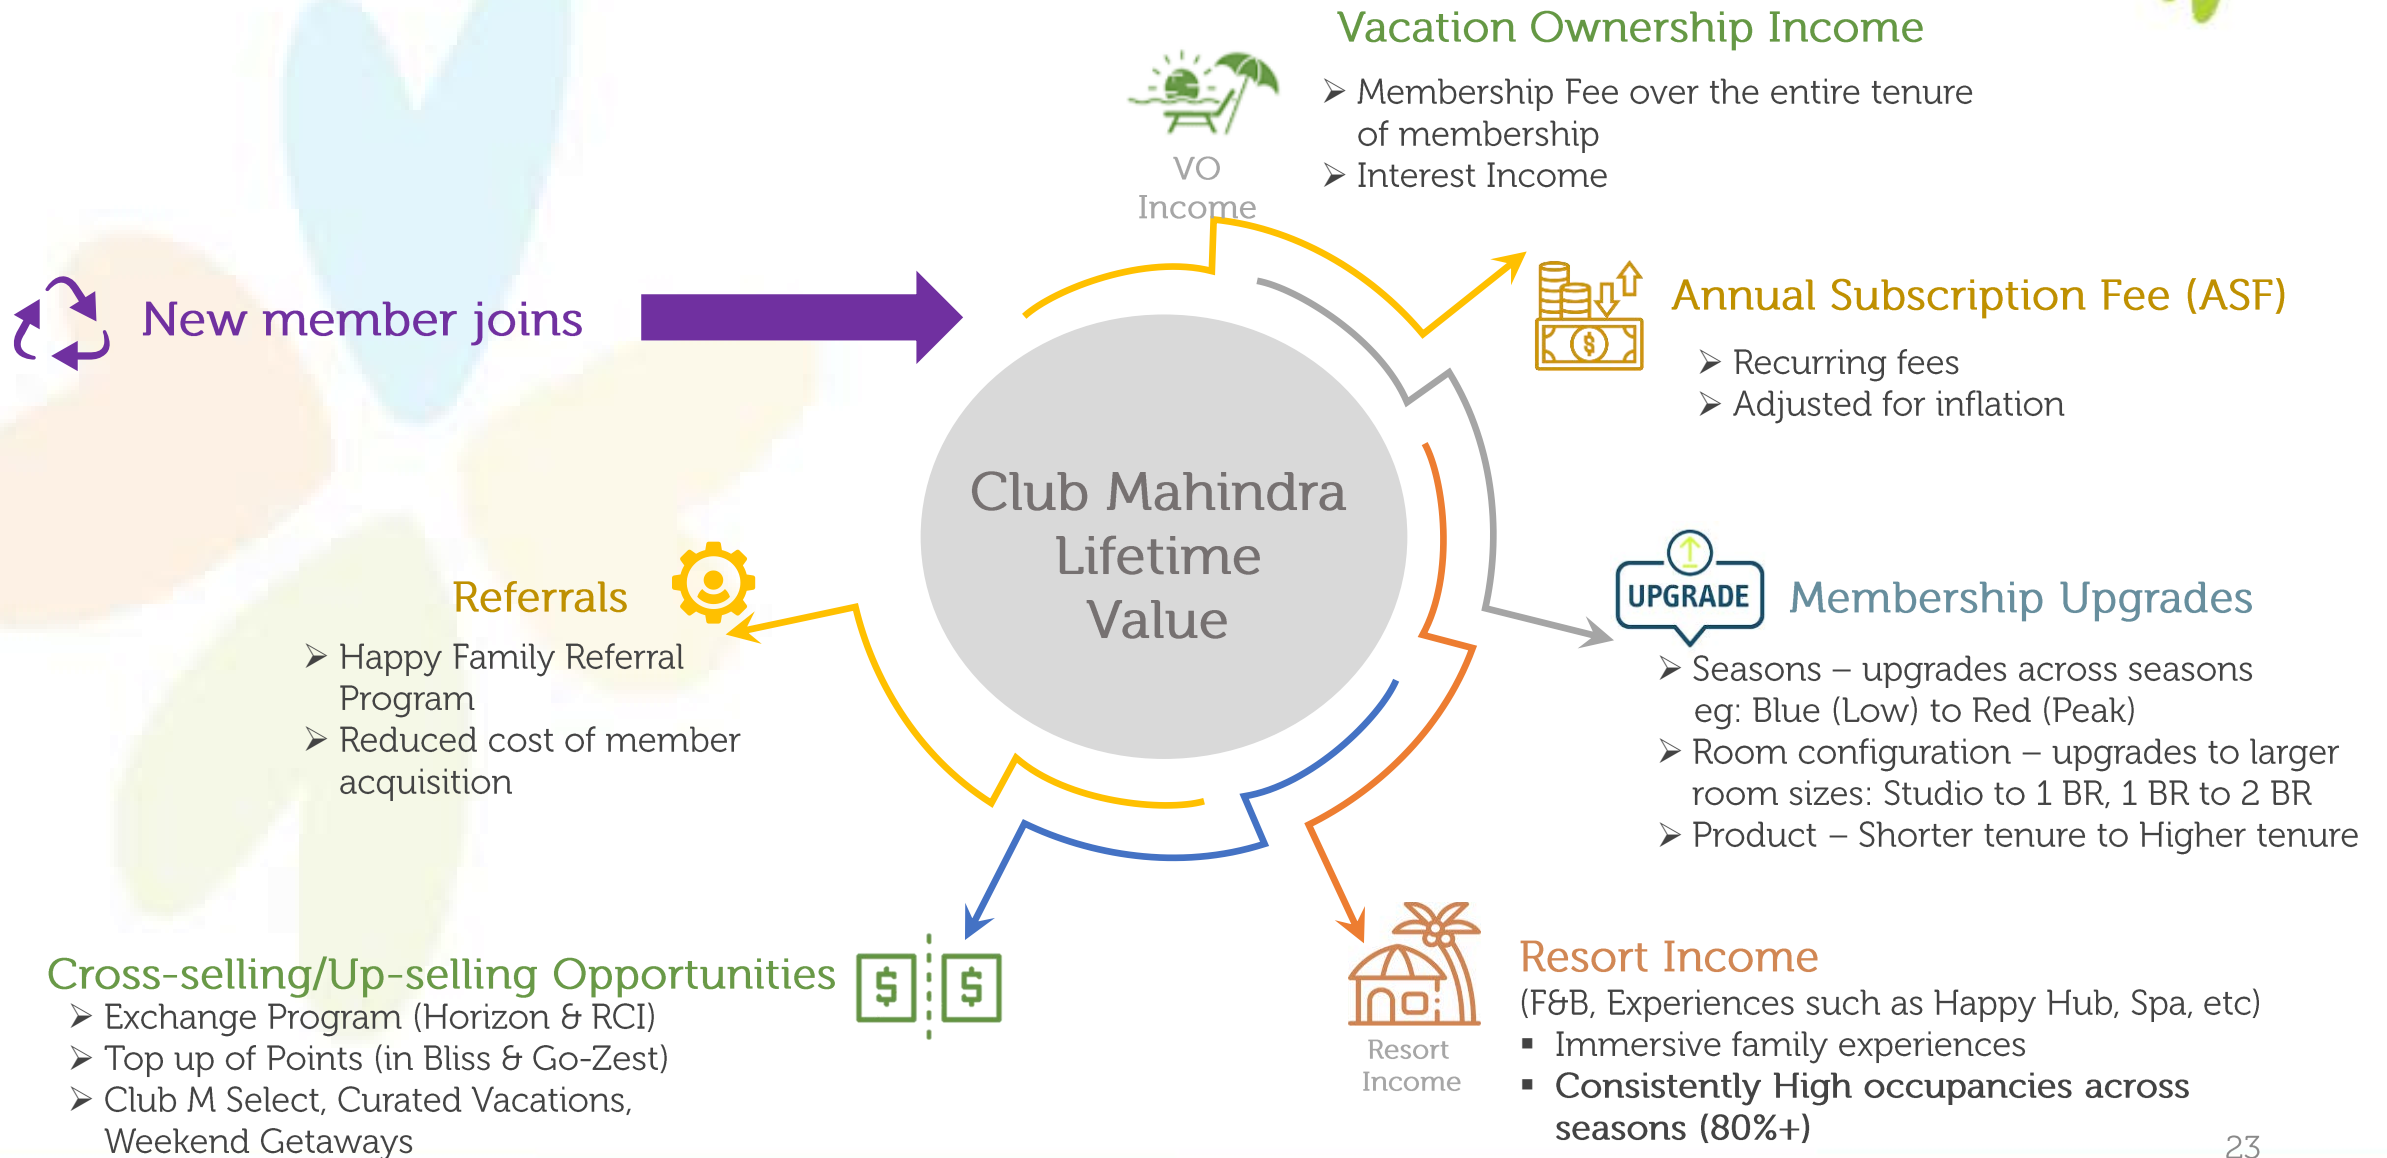 Vacation Ownership Income
➢ Membership Fee over the entire tenure
of membership
➢ Interest Income
VO
Income
New member joins
Annual Subscription Fee (ASF)
➢ Recurring fees
➢ Adjusted for inflation
Club Mahindra
Lifetime
Value
UPGRADE
Membership Upgrades
➢ Seasons – upgrades across seasons
eg: Blue (Low) to Red (Peak)
➢ Room configuration – upgrades to larger
room sizes: Studio to 1 BR, 1 BR to 2 BR
➢ Product – Shorter tenure to Higher tenure
Referrals
➢ Happy Family Referral
Program
➢ Reduced cost of member
acquisition
Resort Income
(F&B, Experiences such as Happy Hub, Spa, etc)
▪ Immersive family experiences
▪ Consistently High occupancies across
seasons (80%+)
Resort
Income
Cross-selling/Up-selling Opportunities
➢ Exchange Program (Horizon & RCI)
➢ Top up of Points (in Bliss & Go-Zest)
➢ Club M Select, Curated Vacations,
Weekend Getaways
23